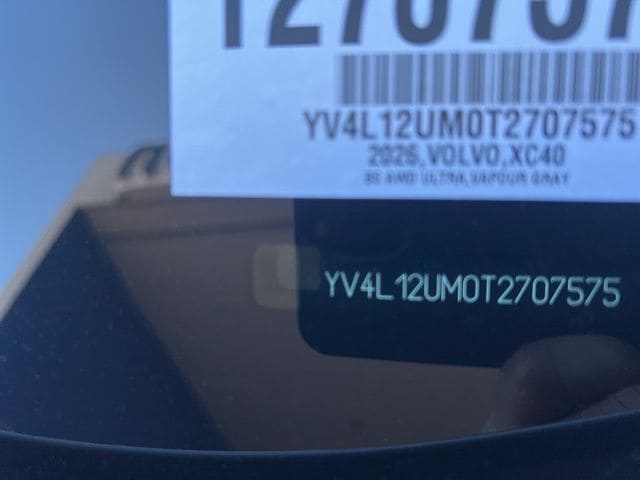 YV4L12UM0T2707575
2026,VOLVO,XC40
B5 AWD ULTRA,VAPOUR GRAY
YV4L12UM0T2707575